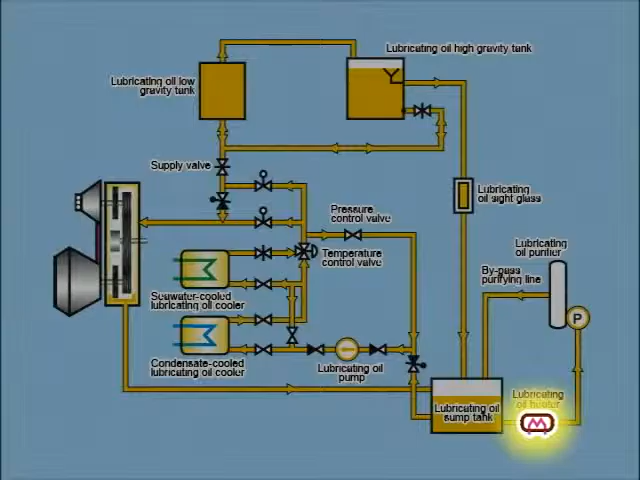 Lubricating oil high gravity tank
Lubricating oil low
gravity tank
Supply valve
Pressure
control valve
Lubricating
oil sight glass
Temperature
control valve
Lubricating
oil purifier
By-pass
purifying line
Seawater-cooled
lubricating oil cooler
P
Condensate-cooled
lubricating oil cooler
Lubricating oil
pump
Lubricating
oil heater
Lubricating oil
sump tank